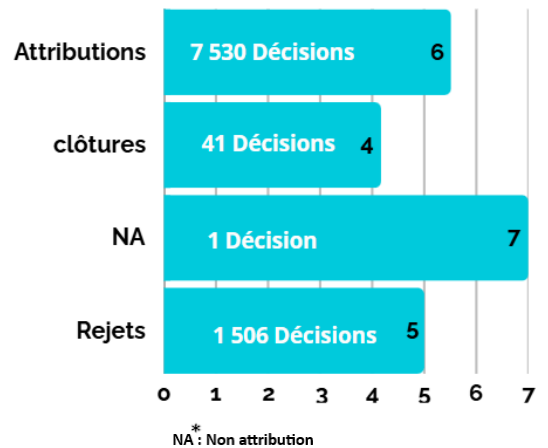 Attributions 7 530 Décisions 6
clôtures 41 Décisions 4
NA 1 Décision 7
Rejets 1 506 Décisions 5
0 1 2 3 4 5 6 7
NA* : Non attribution